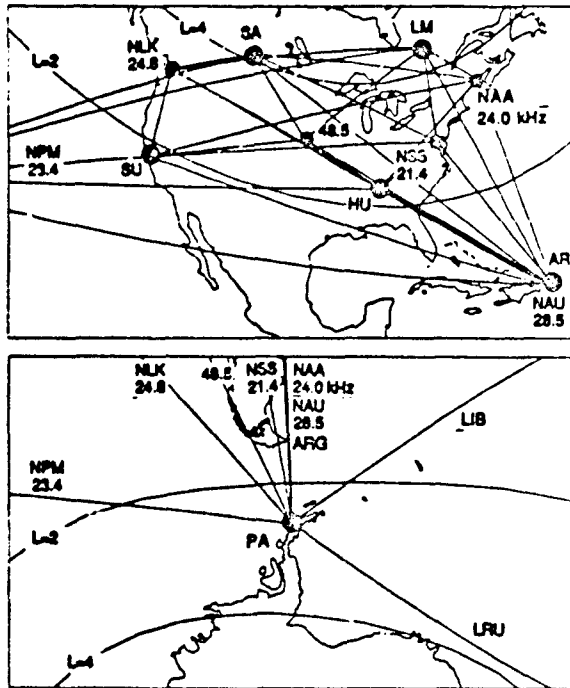 L=4
SA
LM
NLK
24.8
L=2
NAA
24.0 kHz
48.5
NPM
23.4
SU
NSS
21.4
HU
AR
NAU
28.5
NLK
24.8
48.5
NSS
21.4
NAA
24.0 kHz
NAU
28.5
ARG
LIB
NPM
23.4
L=2
PA
LRU
L=4